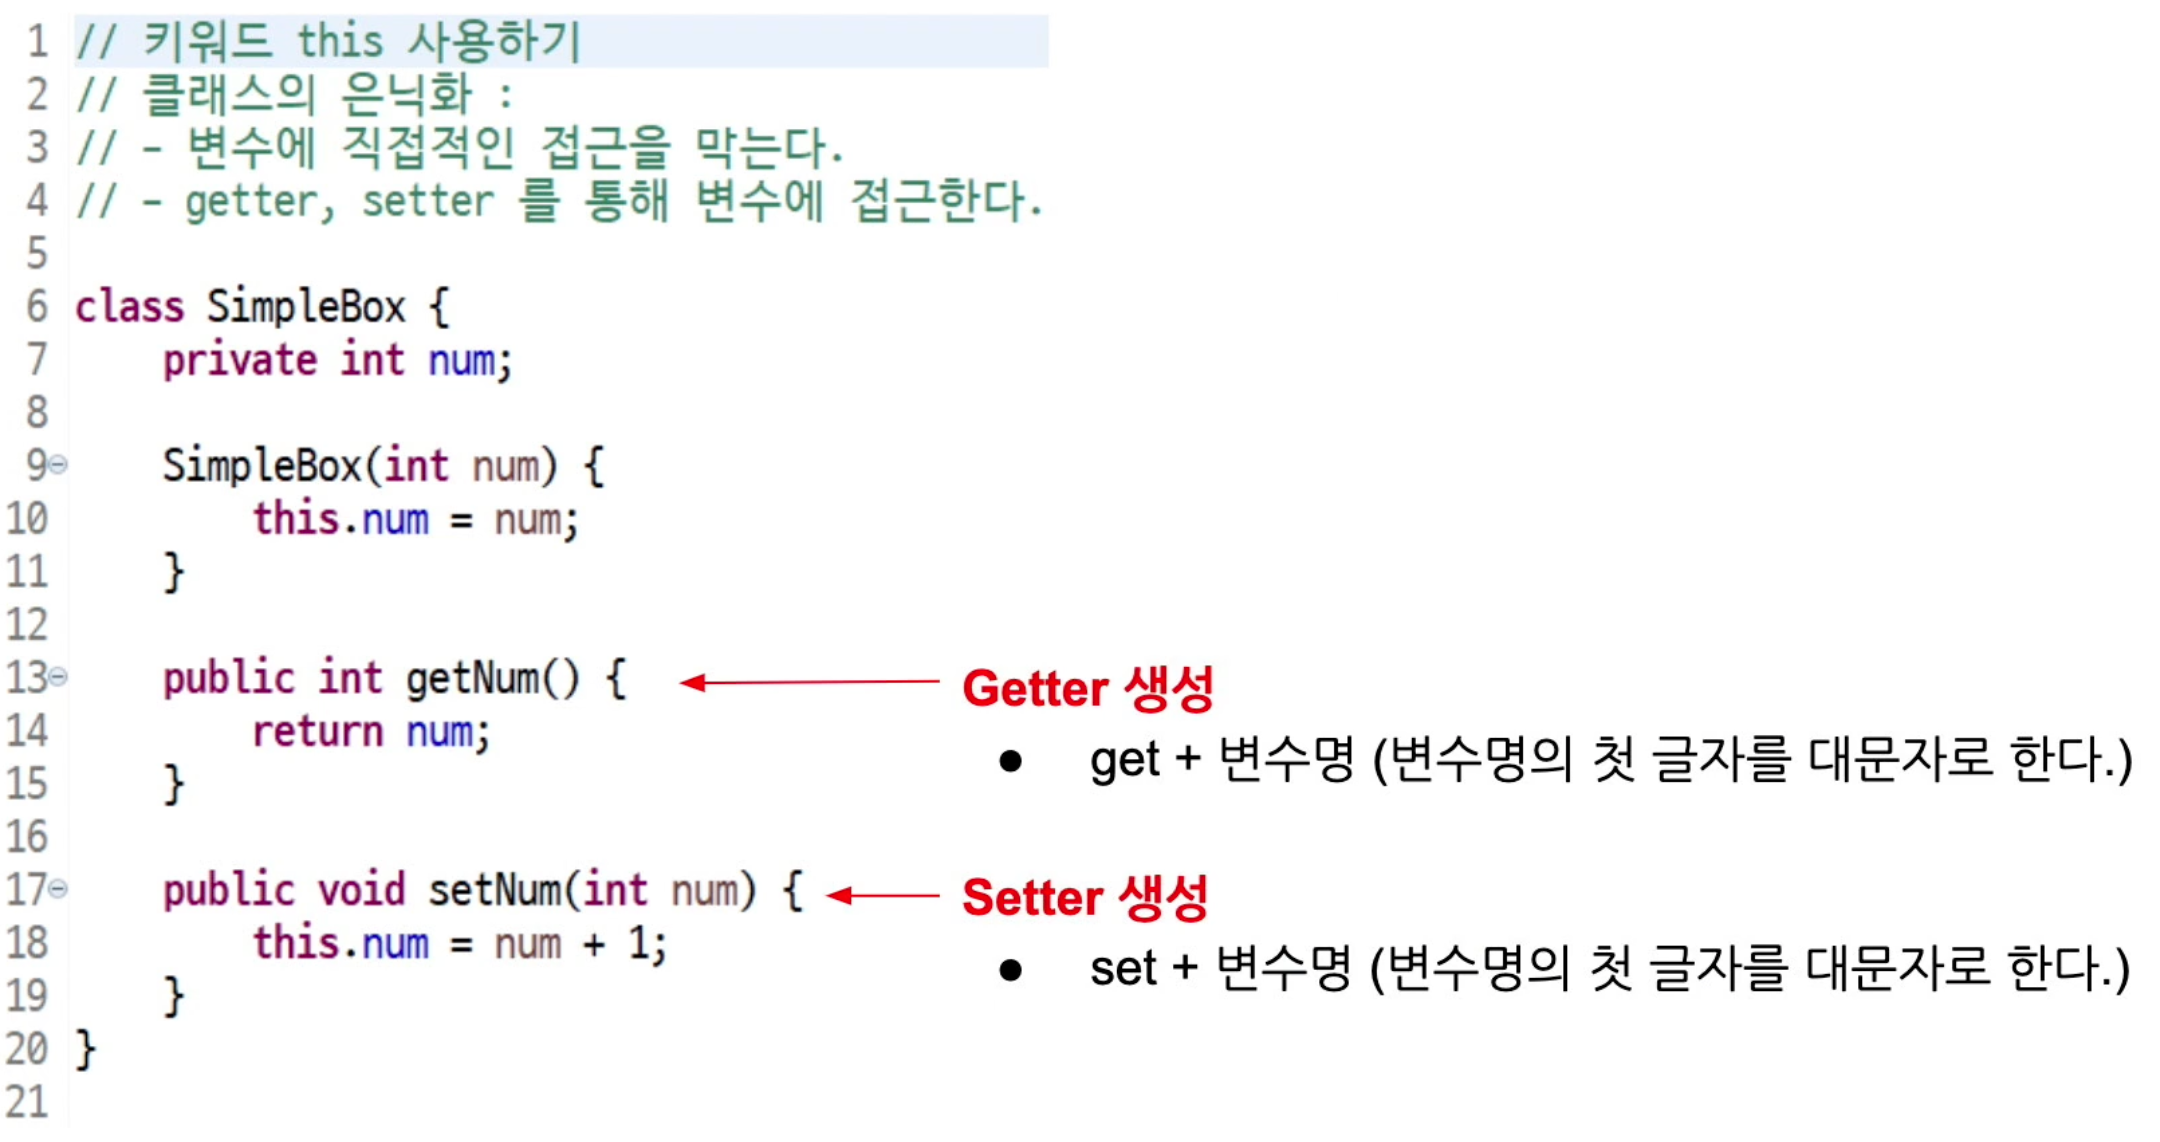 1 // 키워드 this 사용하기
2 // 클래스의 은닉화 :
3 // - 변수에 직접적인 접근을 막는다.
4 // - getter, setter 를 통해 변수에 접근한다.
5
6 class SimpleBox {
7     private int num;
8
9     SimpleBox(int num) {
10         this.num = num;
11     }
12
13     public int getNum() {
Getter 생성
14         return num;
● get + 변수명 (변수명의 첫 글자를 대문자로 한다.)
15     }
16
17     public void setNum(int num) {
Setter 생성
18         this.num = num + 1;
● set + 변수명 (변수명의 첫 글자를 대문자로 한다.)
19     }
20 }
21